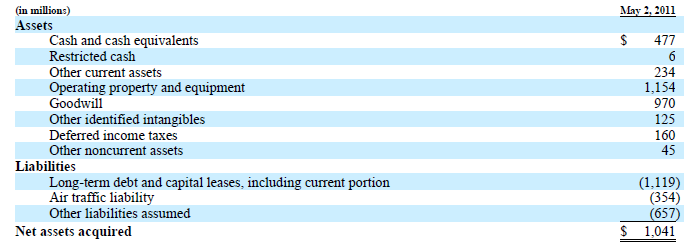 (in millions) May 2, 2011
Assets
Cash and cash equivalents $ 477
Restricted cash 6
Other current assets 234
Operating property and equipment 1,154
Goodwill 970
Other identified intangibles 125
Deferred income taxes 160
Other noncurrent assets 45
Liabilities
Long-term debt and capital leases, including current portion (1,119)
Air traffic liability (354)
Other liabilities assumed (657)
Net assets acquired $ 1,041